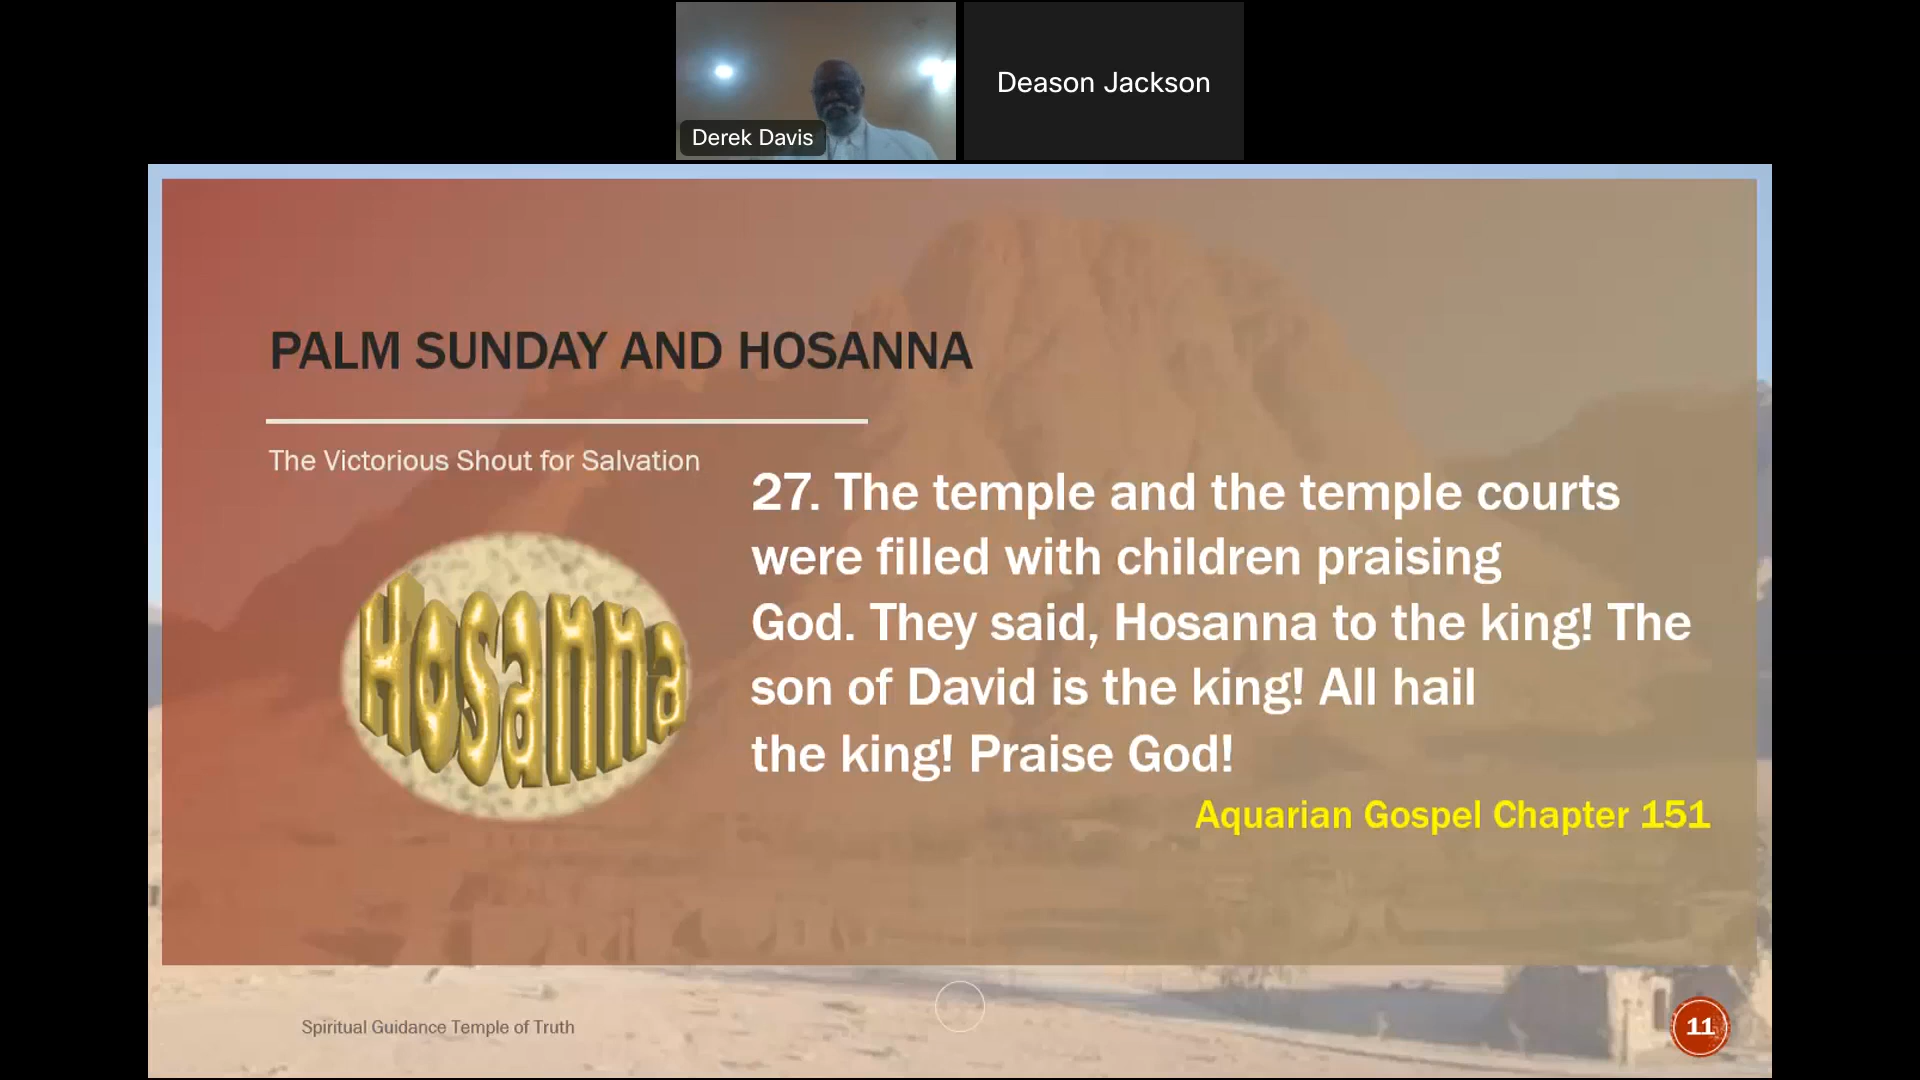 Derek Davis
Deason Jackson
PALM SUNDAY AND HOSANNA
The Victorious Shout for Salvation
Hosanna
27. The temple and the temple courts
were filled with children praising
God. They said, Hosanna to the king! The
son of David is the king! All hail
the king! Praise God!
Aquarian Gospel Chapter 151
Spiritual Guidance Temple of Truth
11